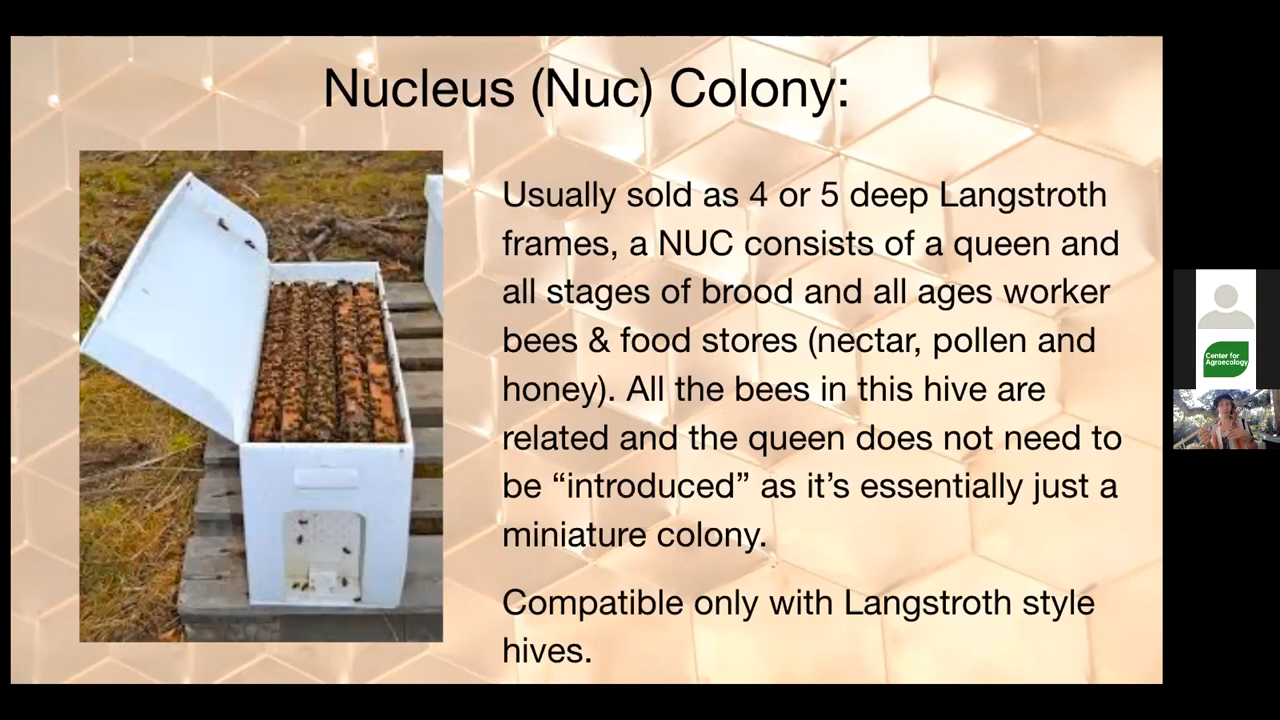 Nucleus (Nuc) Colony:
Usually sold as 4 or 5 deep Langstroth
frames, a NUC consists of a queen and
all stages of brood and all ages worker
bees & food stores (nectar, pollen and
honey). All the bees in this hive are
related and the queen does not need to
be “introduced” as it’s essentially just a
miniature colony.
Compatible only with Langstroth style
hives.
Center for
Agroecology